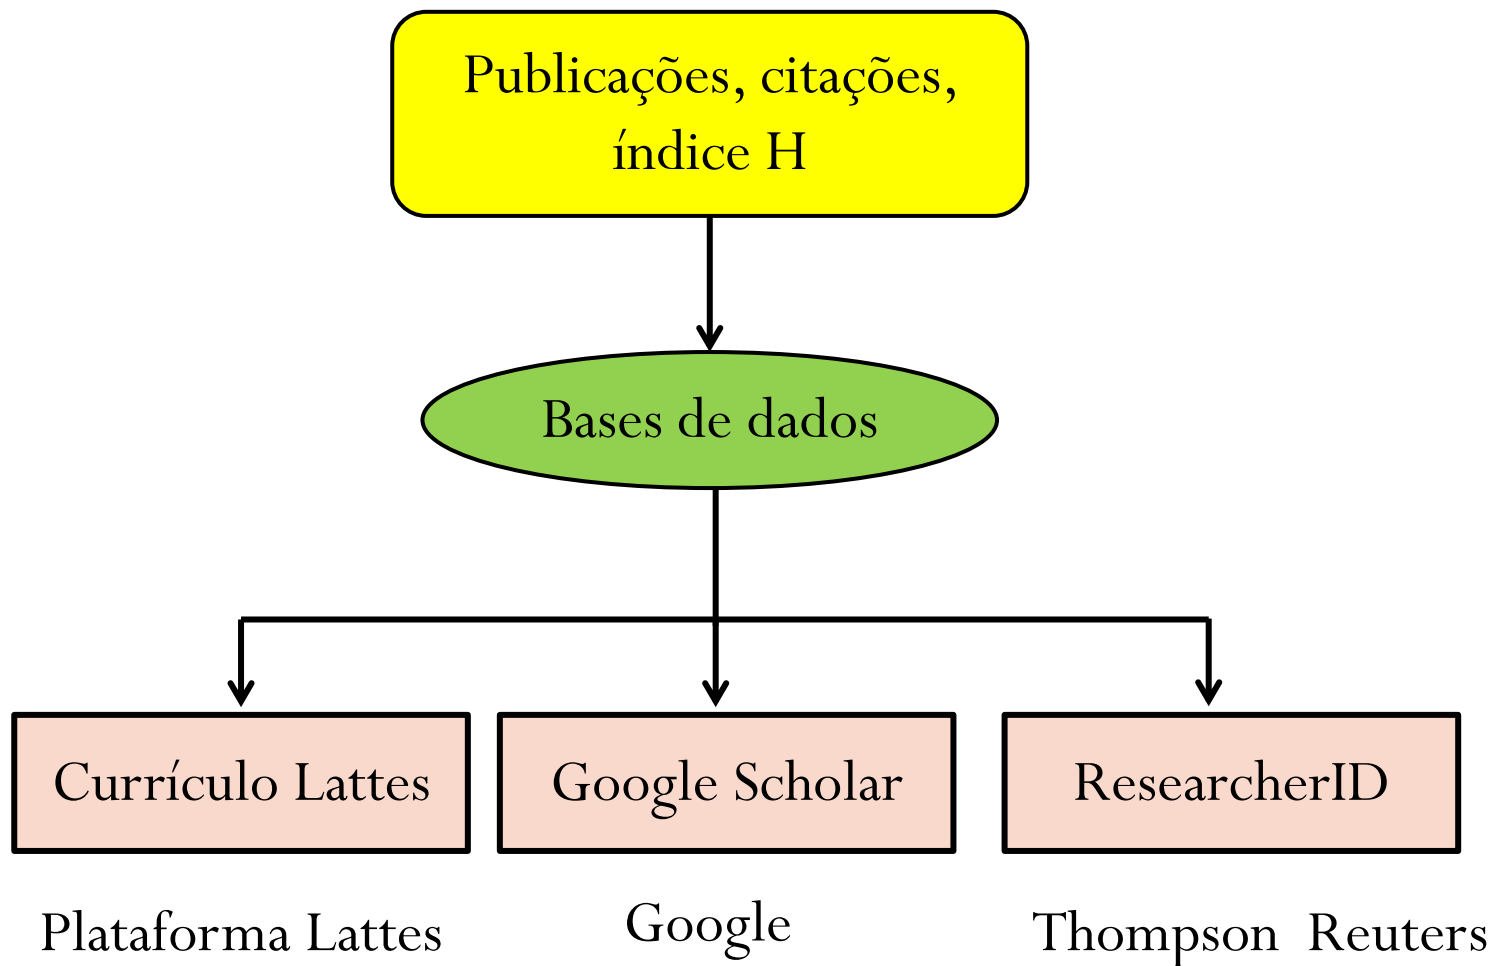 Publicações, citações,
índice H
Bases de dados
Currículo Lattes
Google Scholar
ResearcherID
Plataforma Lattes
Google
Thompson Reuters